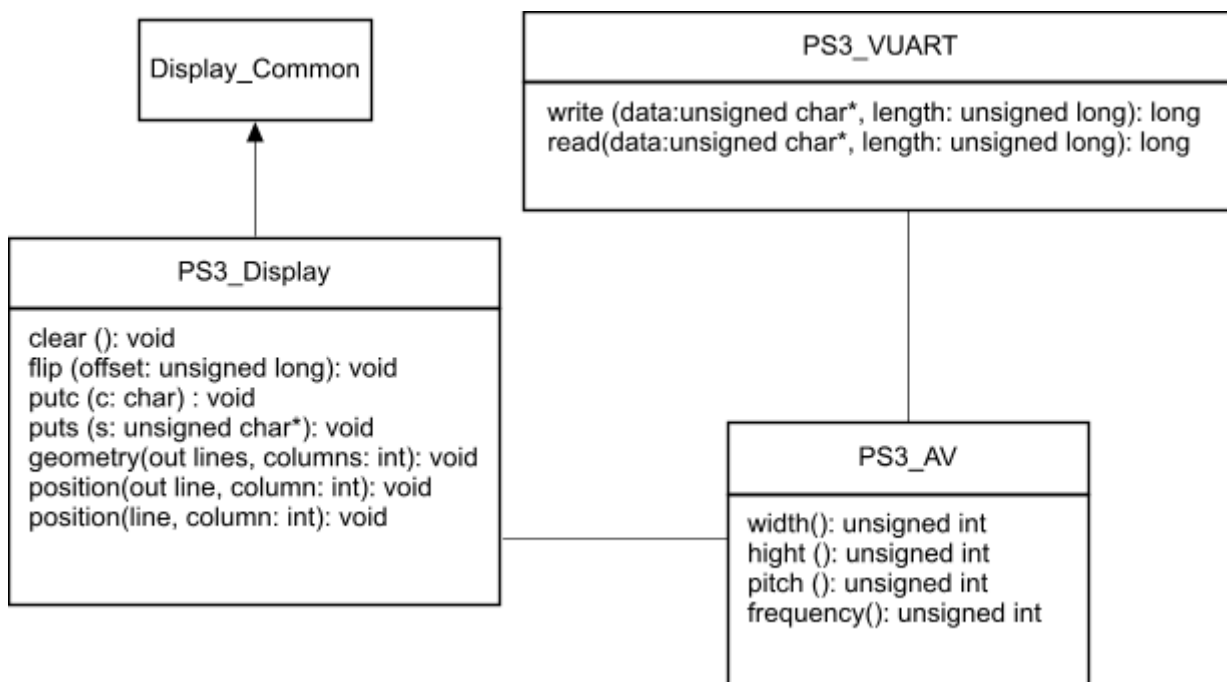 Display_Common
PS3_VUART
write (data:unsigned char*, length: unsigned long): long
read(data:unsigned char*, length: unsigned long): long
PS3_Display
clear (): void
flip (offset: unsigned long): void
putc (c: char) : void
puts (s: unsigned char*): void
geometry(out lines, columns: int): void
position(out line, column: int): void
position(line, column: int): void
PS3_AV
width(): unsigned int
hight (): unsigned int
pitch (): unsigned int
frequency(): unsigned int